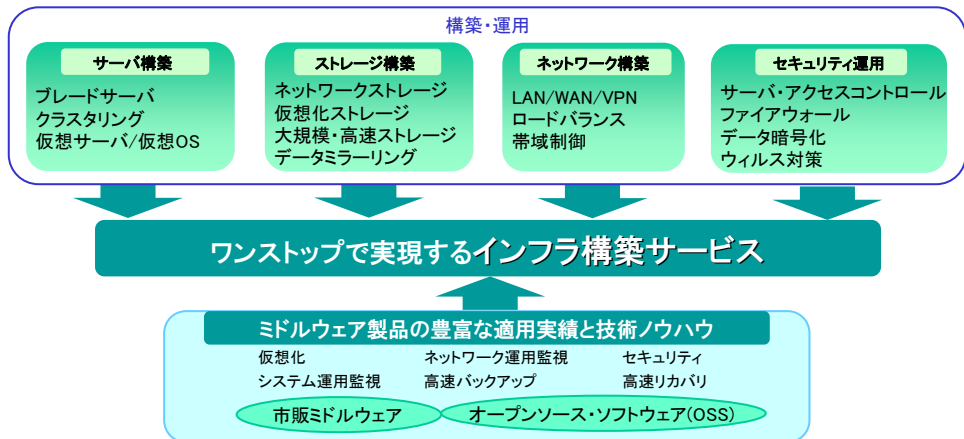 構築・運用
サーバ構築
ブレードサーバ
クラスタリング
仮想サーバ/仮想OS
ストレージ構築
ネットワークストレージ
仮想化ストレージ
大規模・高速ストレージ
データミラーリング
ネットワーク構築
LAN/WAN/VPN
ロードバランス
帯域制御
セキュリティ運用
サーバ・アクセスコントロール
ファイアウォール
データ暗号化
ウィルス対策
ワンストップで実現するインフラ構築サービス
ミドルウェア製品の豊富な適用実績と技術ノウハウ
仮想化 ネットワーク運用監視 セキュリティ
システム運用監視 高速バックアップ 高速リカバリ
市販ミドルウェア オープンソース・ソフトウェア(OSS)